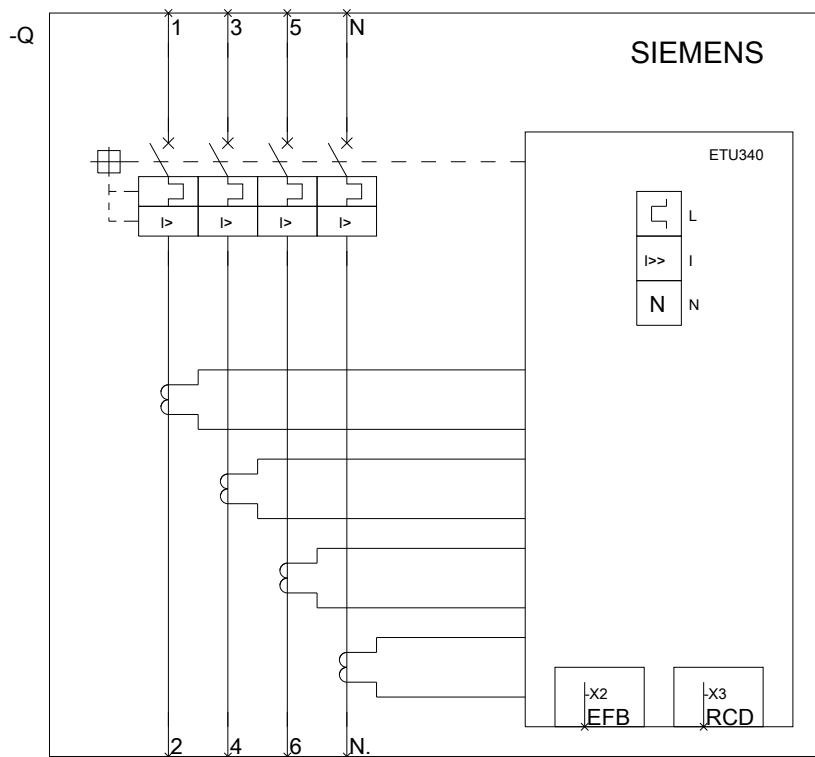 -Q
1 3 5 N
SIEMENS
ETU340
L
I> I> I> I>
I>> I
N N
-X2 -X3
EFB RCD
2 4 6 N.